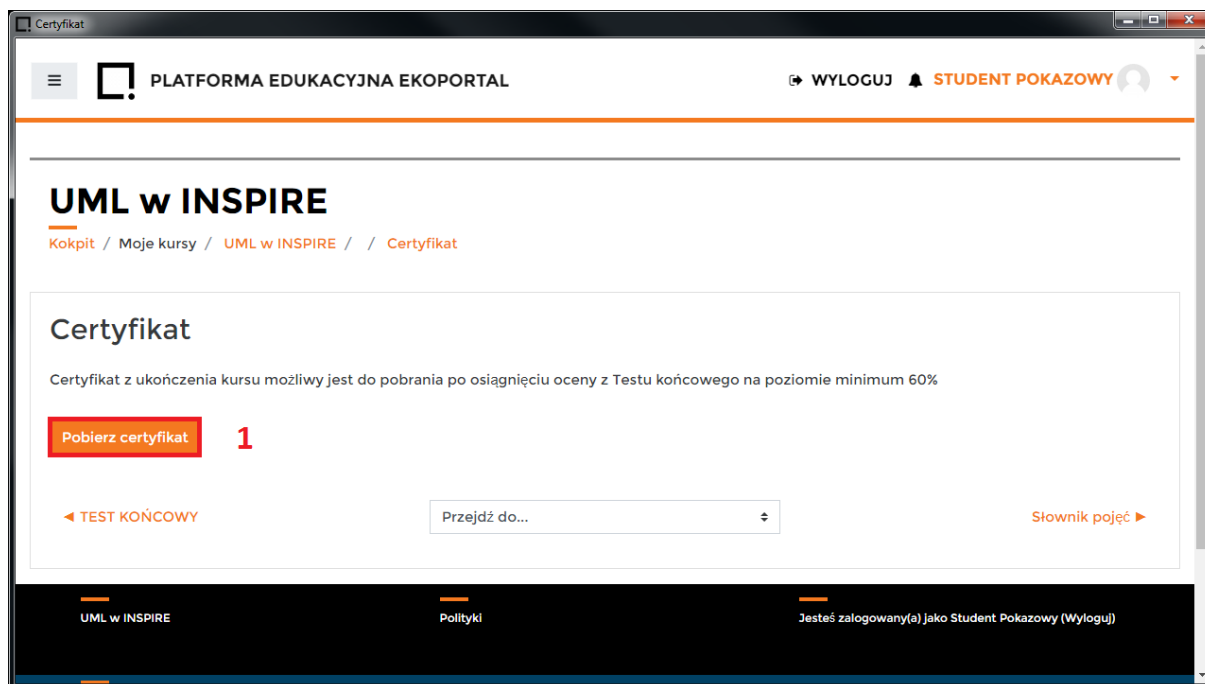 Certyfikat
PLATFORMA EDUKACYJNA EKOPORTAL WYLOGUJ STUDENT POKAZOWY
UML w INSPIRE
Kokpit / Moje kursy / UML w INSPIRE / / Certyfikat
Certyfikat
Certyfikat z ukończenia kursu możliwy jest do pobrania po osiągnięciu oceny z Testu końcowego na poziomie minimum 60%
Pobierz certyfikat 1
◄ TEST KOŃCOWY Przejdź do... Słownik pojęć ►
UML w INSPIRE Polityki Jesteś zalogowany(a) jako Student Pokazowy (Wyloguj)